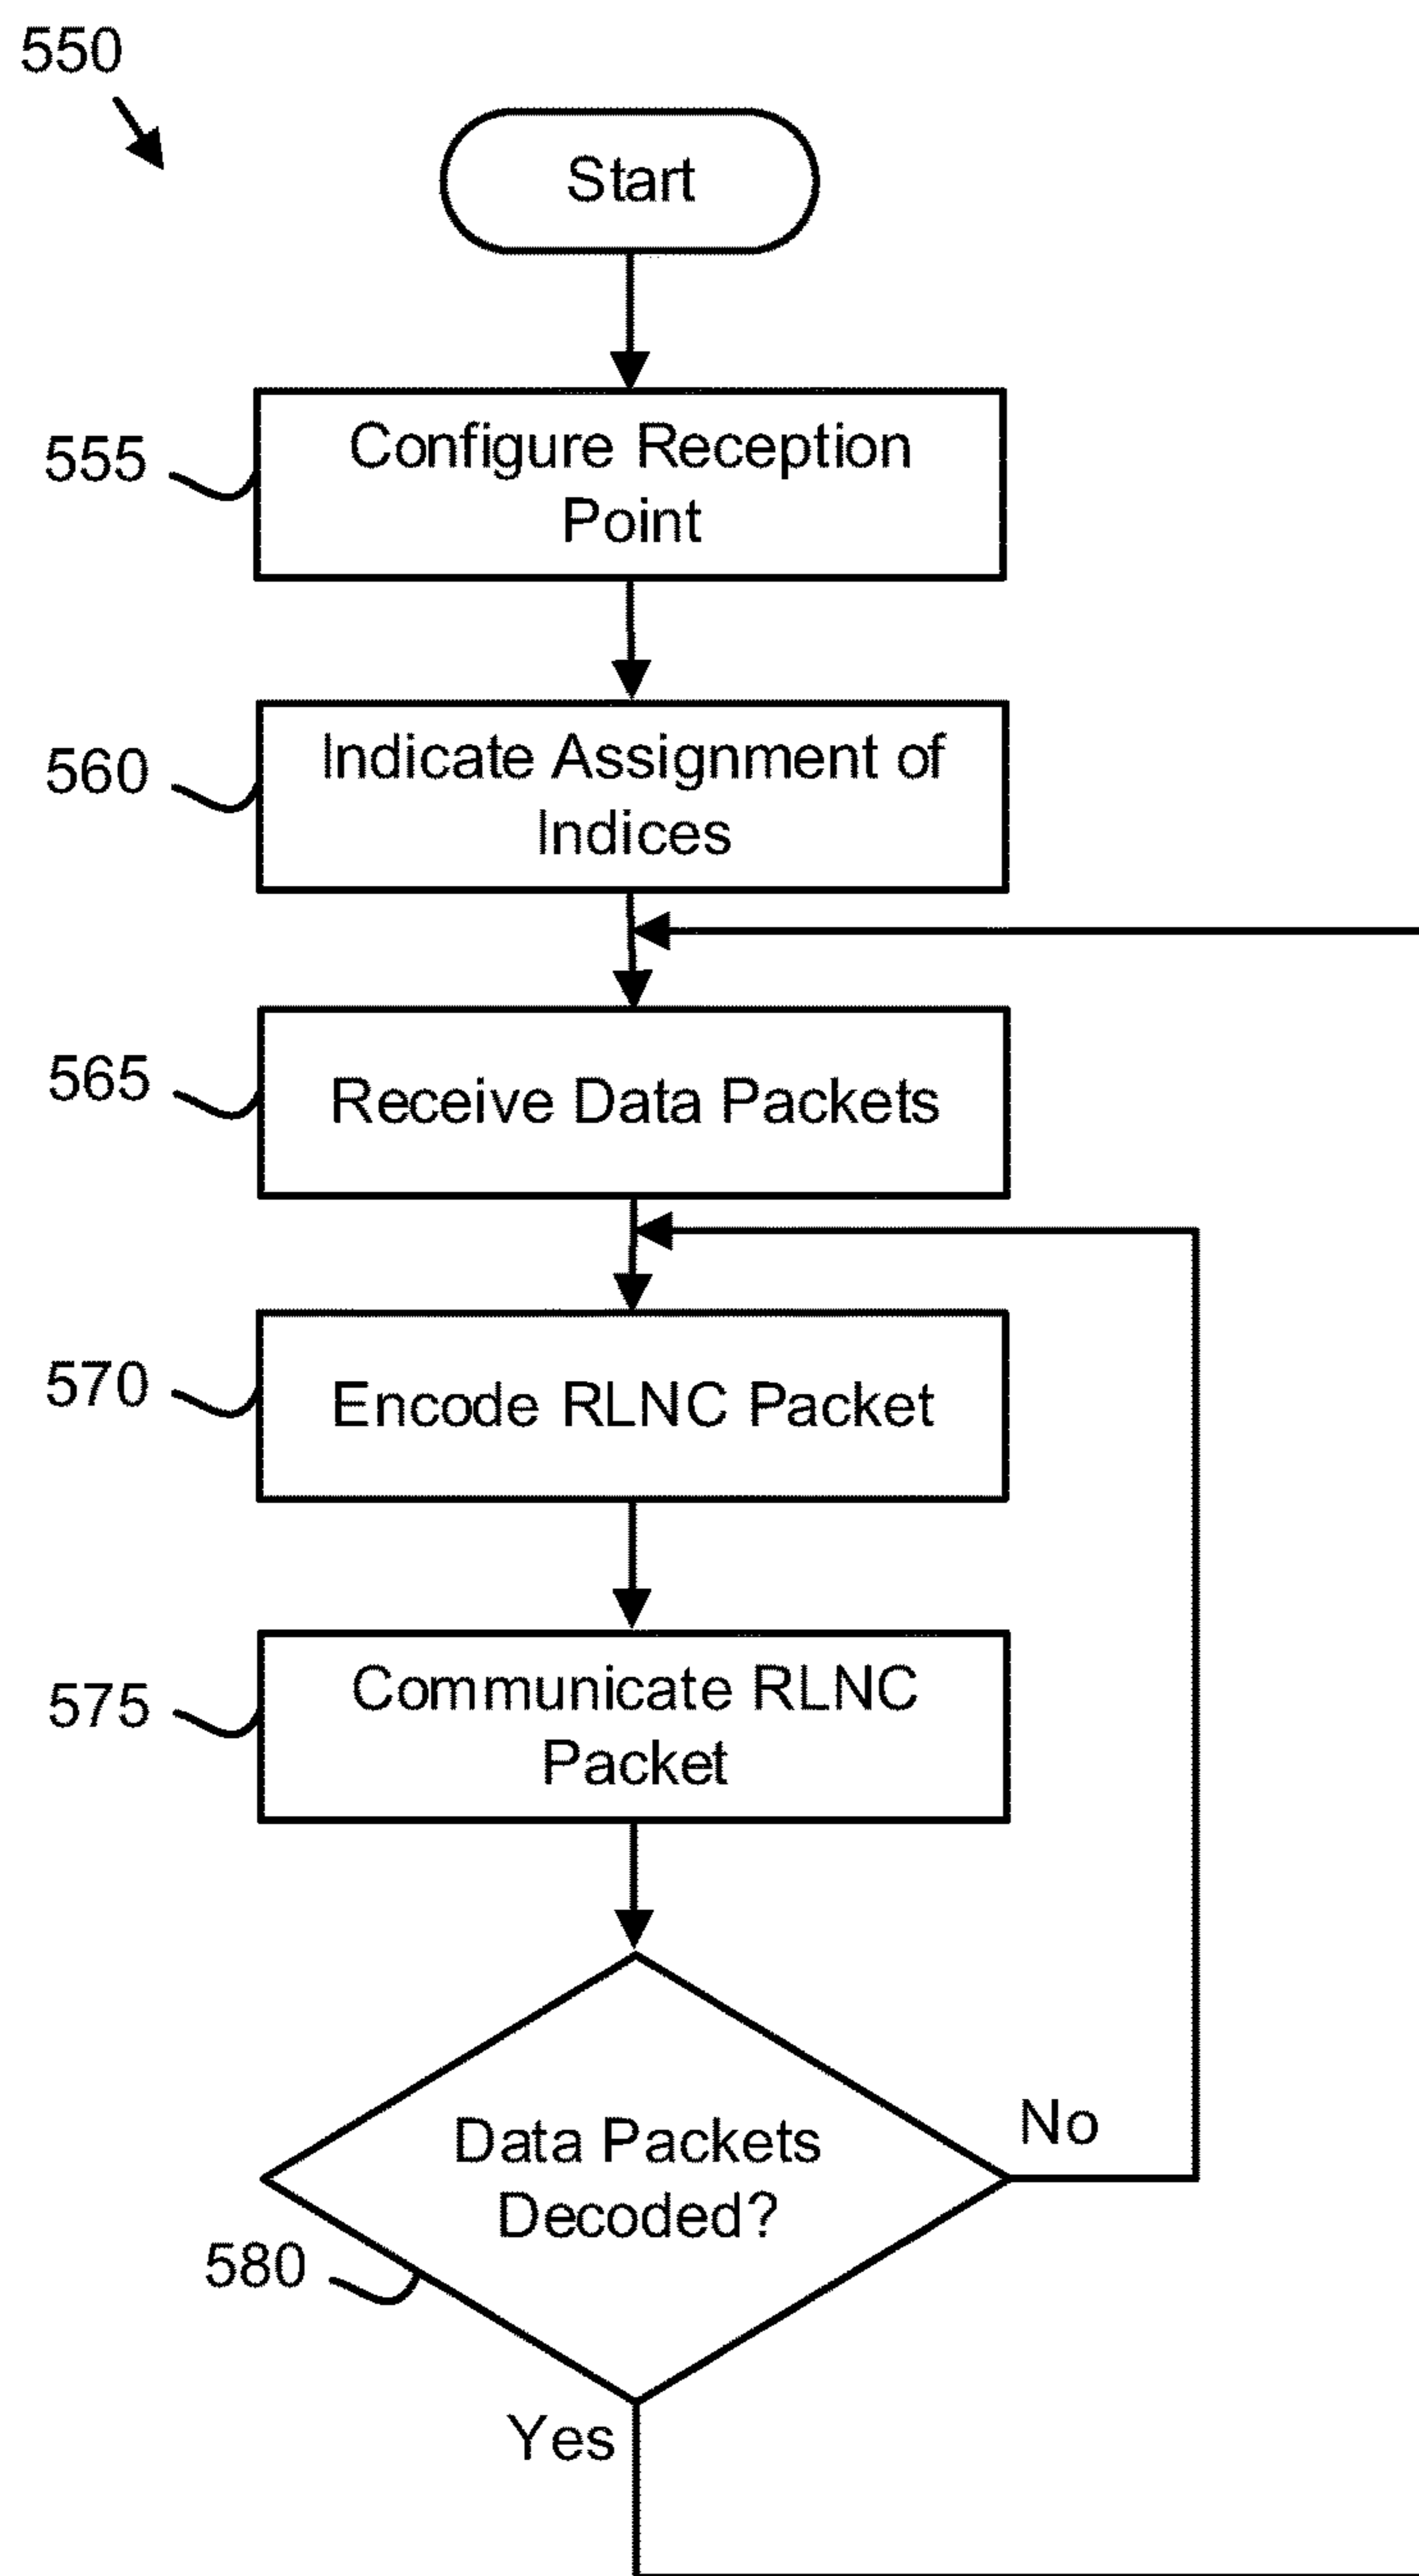 550
Start
555
Configure Reception
Point
560
Indicate Assignment of
Indices
565
Receive Data Packets
570
Encode RLNC Packet
575
Communicate RLNC
Packet
Data Packets
Decoded?
No
580
Yes